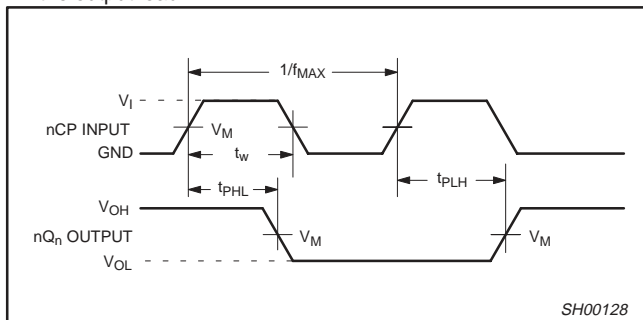 1/fMAX
VI
nCP INPUT
VM
GND
tw
tPHL
tPLH
VOH
nQn OUTPUT
VM
VM
VOL
SH00128